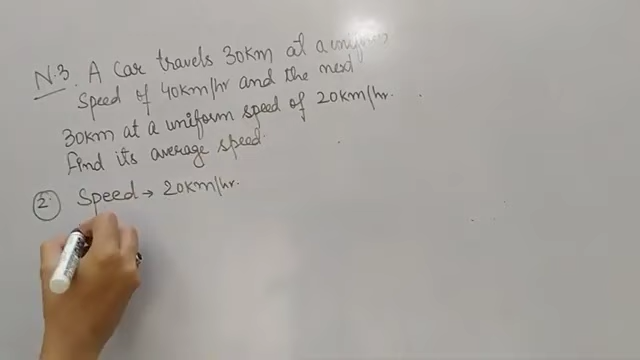 N.3. A car travels 30km at a uniform
speed of 40km/hr and the next
30km at a uniform speed of 20km/hr.
find its average speed.
2. Speed → 20km/hr.